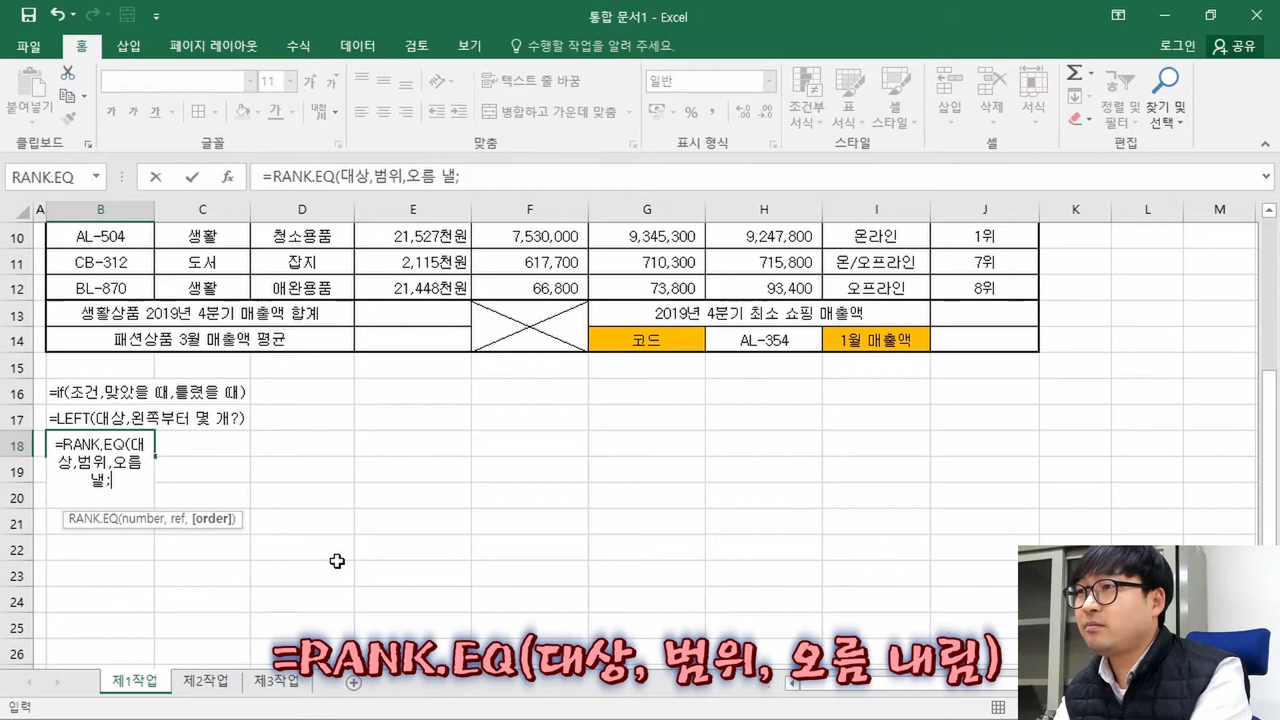 통합 문서1 - Excel
파일 홈 삽입 페이지 레이아웃 수식 데이터 검토 보기 수행할 작업을 알려 주세요. 로그인 공유
11 텍스트 줄 바꿈 일반
붙여넣기 가 가 가 병합하고 가운데 맞춤 조건부 서식 표 서식 셀 스타일 삽입 삭제 서식 정렬 및 필터 찾기 및 선택
클립보드 글꼴 맞춤 표시 형식 스타일 셀 편집
RANK.EQ =RANK.EQ(대상,범위,오름 낼;
A B C D E F G H I J K L M
10 AL-504 생활 청소용품 21,527천원 7,530,000 9,345,300 9,247,800 온라인 1위
11 CB-312 도서 잡지 2,115천원 617,700 710,300 715,800 온/오프라인 7위
12 BL-870 생활 애완용품 21,448천원 66,800 73,800 93,400 오프라인 8위
13 생활상품 2019년 4분기 매출액 합계 2019년 4분기 최소 쇼핑 매출액
14 패션상품 3월 매출액 평균 코드 AL-354 1월 매출액
15
16 =if(조건,맞았을 때,틀렸을 때)
17 =LEFT(대상,왼쪽부터 몇 개?)
18 =RANK.EQ(대
상,범위,오름
19
낼;
20
21 RANK.EQ(number, ref, [order])
22
23
24
25
26
=RANK.EQ(대상, 범위, 오름 내림)
제1작업 제2작업 제3작업
입력